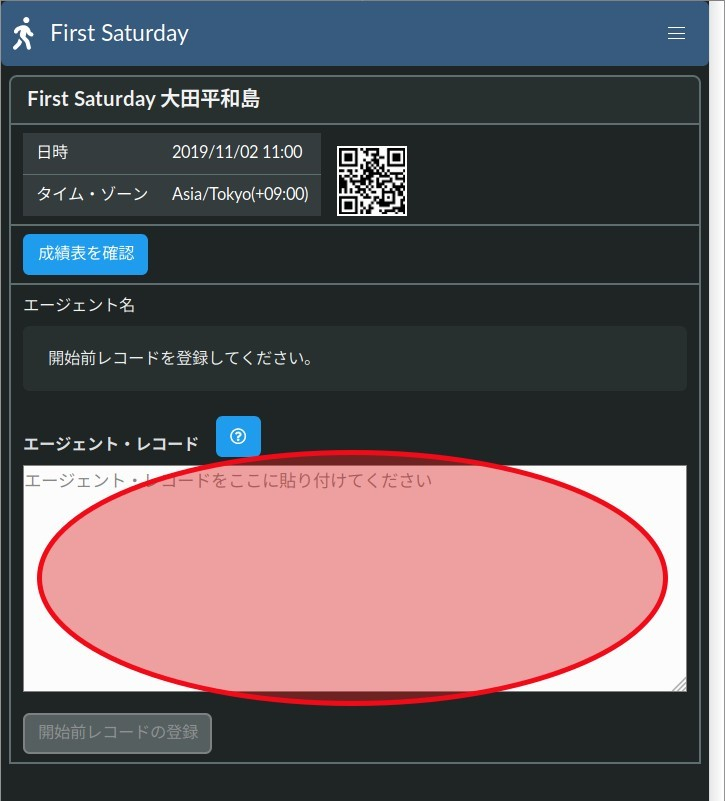 First Saturday
First Saturday 大田平和島
日時 2019/11/02 11:00
タイム・ゾーン Asia/Tokyo(+09:00)
成績表を確認
エージェント名
開始前レコードを登録してください。
エージェント・レコード
エージェント・レコードをここに貼り付けてください
開始前レコードの登録